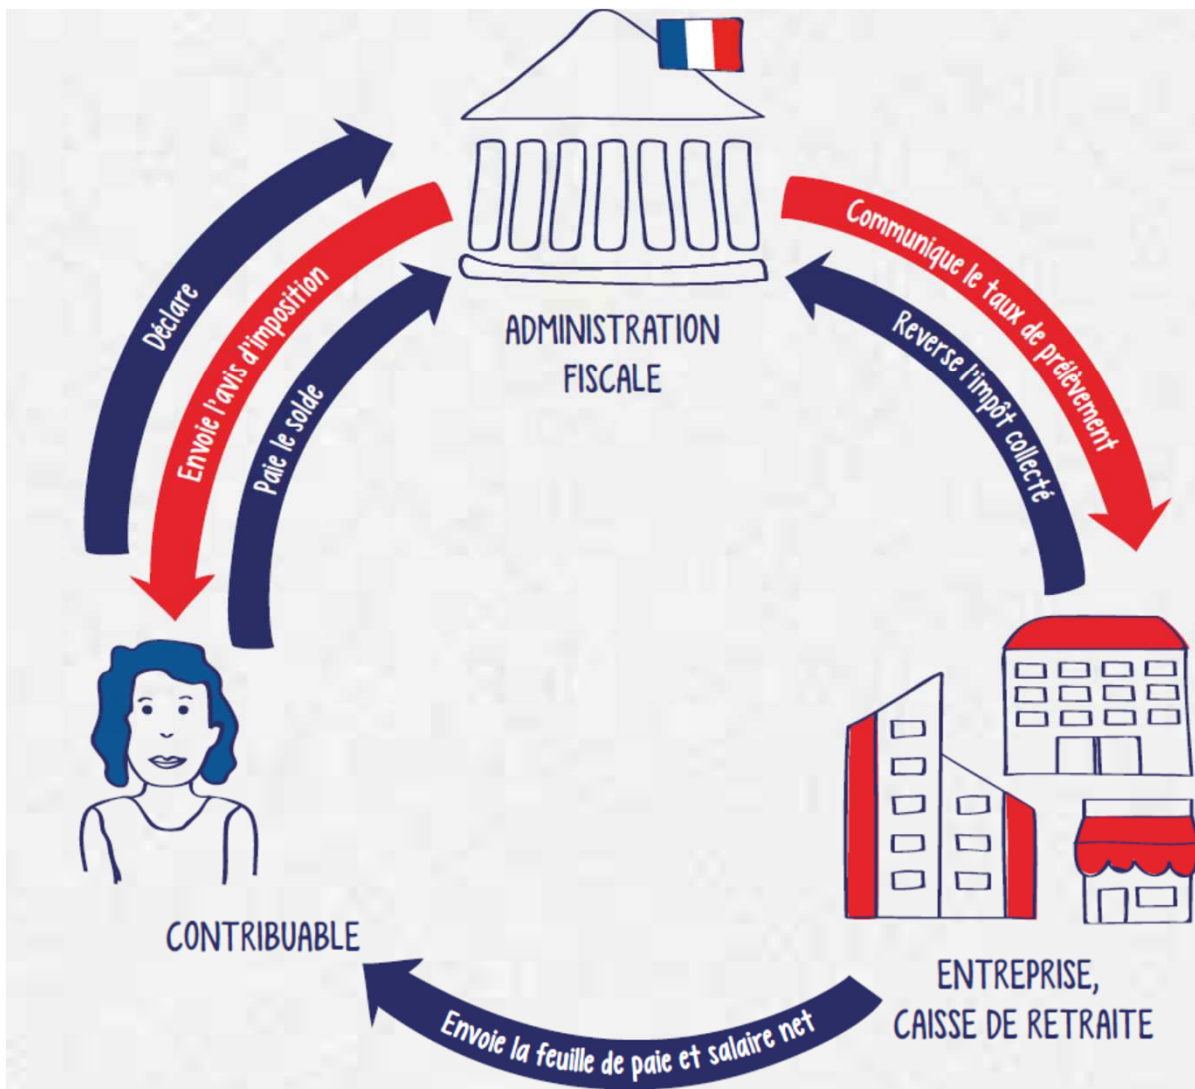 Déclare
Envoie l'avis d'imposition
Paie le solde
ADMINISTRATION
FISCALE
Communique le taux de prélèvement
Reverse l'impôt collecté
CONTRIBUABLE
ENTREPRISE,
CAISSE DE RETRAITE
Envoie la feuille de paie et salaire net